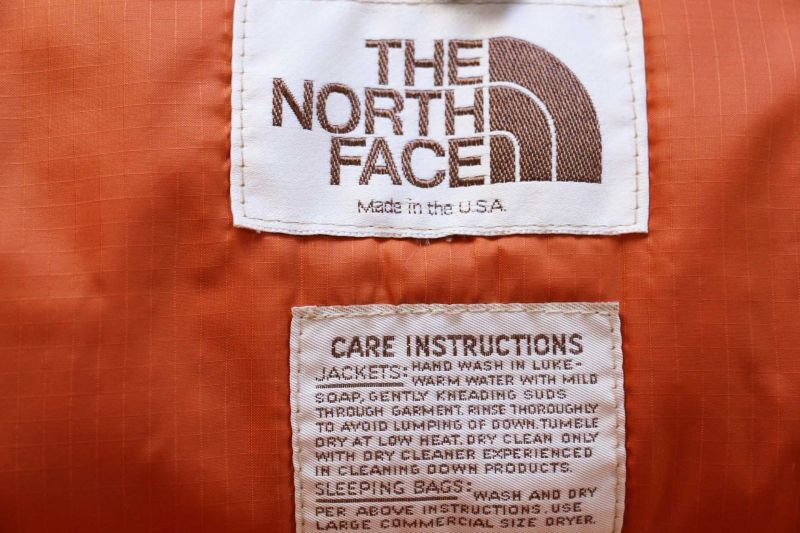 THE
NORTH
FACE
Made in the U.S.A.
CARE INSTRUCTIONS
JACKETS: HAND WASH IN LUKE-
WARM WATER WITH MILD
SOAP, GENTLY KNEADING SUDS
THROUGH GARMENT. RINSE THOROUGHLY
TO AVOID LUMPING OF DOWN. TUMBLE
DRY AT LOW HEAT. DRY CLEAN ONLY
WITH DRY CLEANER EXPERIENCED
IN CLEANING DOWN PRODUCTS.
SLEEPING BAGS: WASH AND DRY
PER ABOVE INSTRUCTIONS. USE
LARGE COMMERCIAL SIZE DRYER.